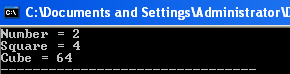 C:\Documents and Settings\Administrator\D
Number = 2
Square = 4
Cube = 64
--------------------------------